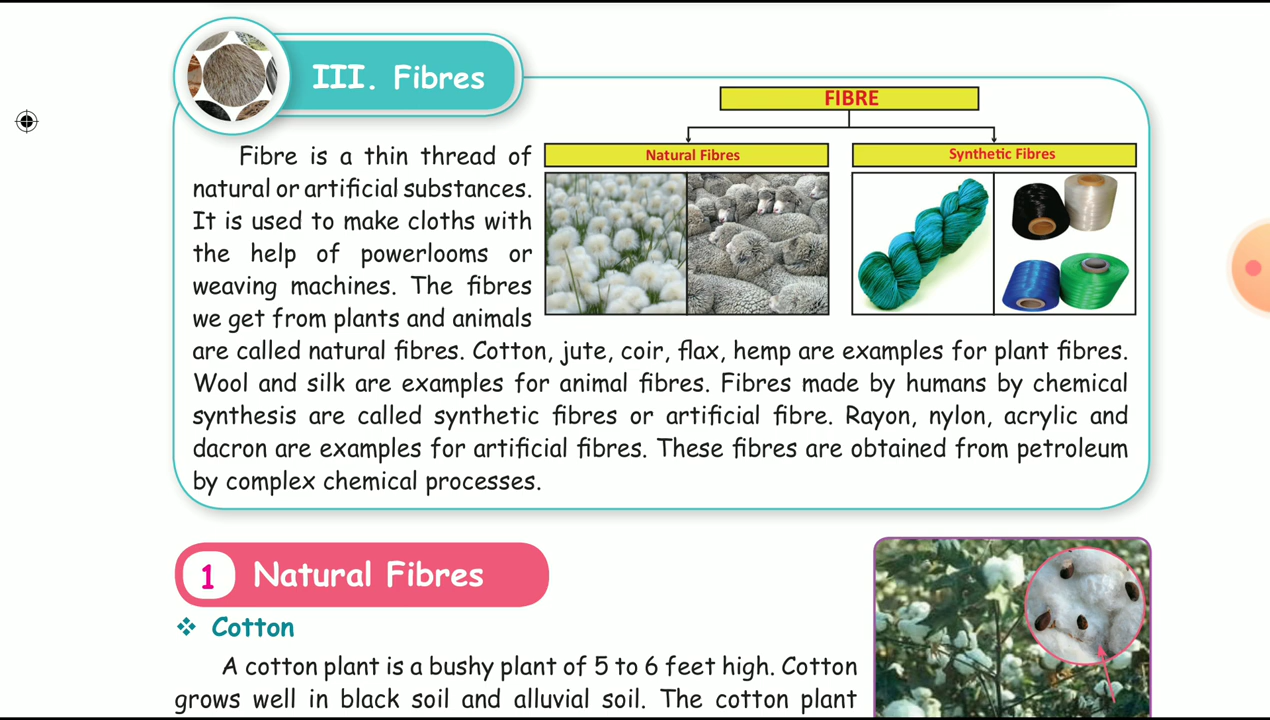 III. Fibres
FIBRE
Natural Fibres
Synthetic Fibres
Fibre is a thin thread of
natural or artificial substances.
It is used to make cloths with
the help of powerlooms or
weaving machines. The fibres
we get from plants and animals
are called natural fibres. Cotton, jute, coir, flax, hemp are examples for plant fibres.
Wool and silk are examples for animal fibres. Fibres made by humans by chemical
synthesis are called synthetic fibres or artificial fibre. Rayon, nylon, acrylic and
dacron are examples for artificial fibres. These fibres are obtained from petroleum
by complex chemical processes.
1 Natural Fibres
❖ Cotton
A cotton plant is a bushy plant of 5 to 6 feet high. Cotton
grows well in black soil and alluvial soil. The cotton plant